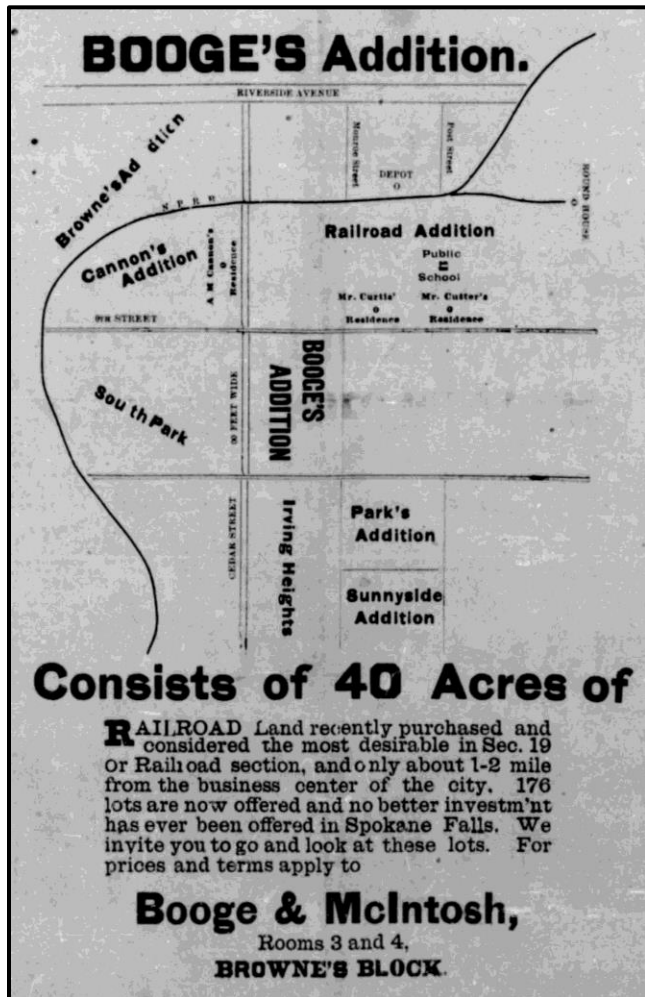 BOOGE'S Addition.
RIVERSIDE AVENUE
Browne's Ad dition
Monroe Street
Post Street
DEPOT
ROUND HOUSE
N P R R
Cannon's
Addition
A M Cannon's
Residence
Railroad Addition
Public
School
Mr. Curtis'
Residence
Mr. Cutter's
Residence
9TH STREET
South Park
90 FEET WIDE
BOOGE'S
ADDITION
CEDAR STREET
Irving Heights
Park's
Addition
Sunnyside
Addition
Consists of 40 Acres of
RAILROAD Land recently purchased and
considered the most desirable in Sec. 19
or Railroad section, and only about 1-2 mile
from the business center of the city. 176
lots are now offered and no better investm'nt
has ever been offered in Spokane Falls. We
invite you to go and look at these lots. For
prices and terms apply to
Booge & McIntosh,
Rooms 3 and 4,
BROWNE'S BLOCK.